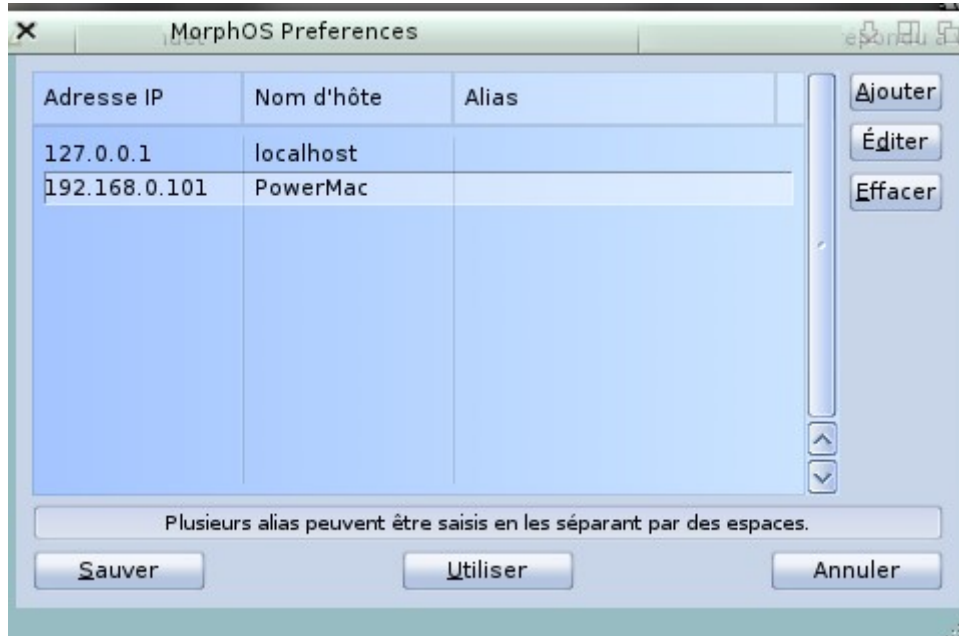 MorphOS Preferences
Adresse IP Nom d'hôte Alias
127.0.0.1 localhost
192.168.0.101 PowerMac
Ajouter
Éditer
Effacer
Plusieurs alias peuvent être saisis en les séparant par des espaces.
Sauver Utiliser Annuler